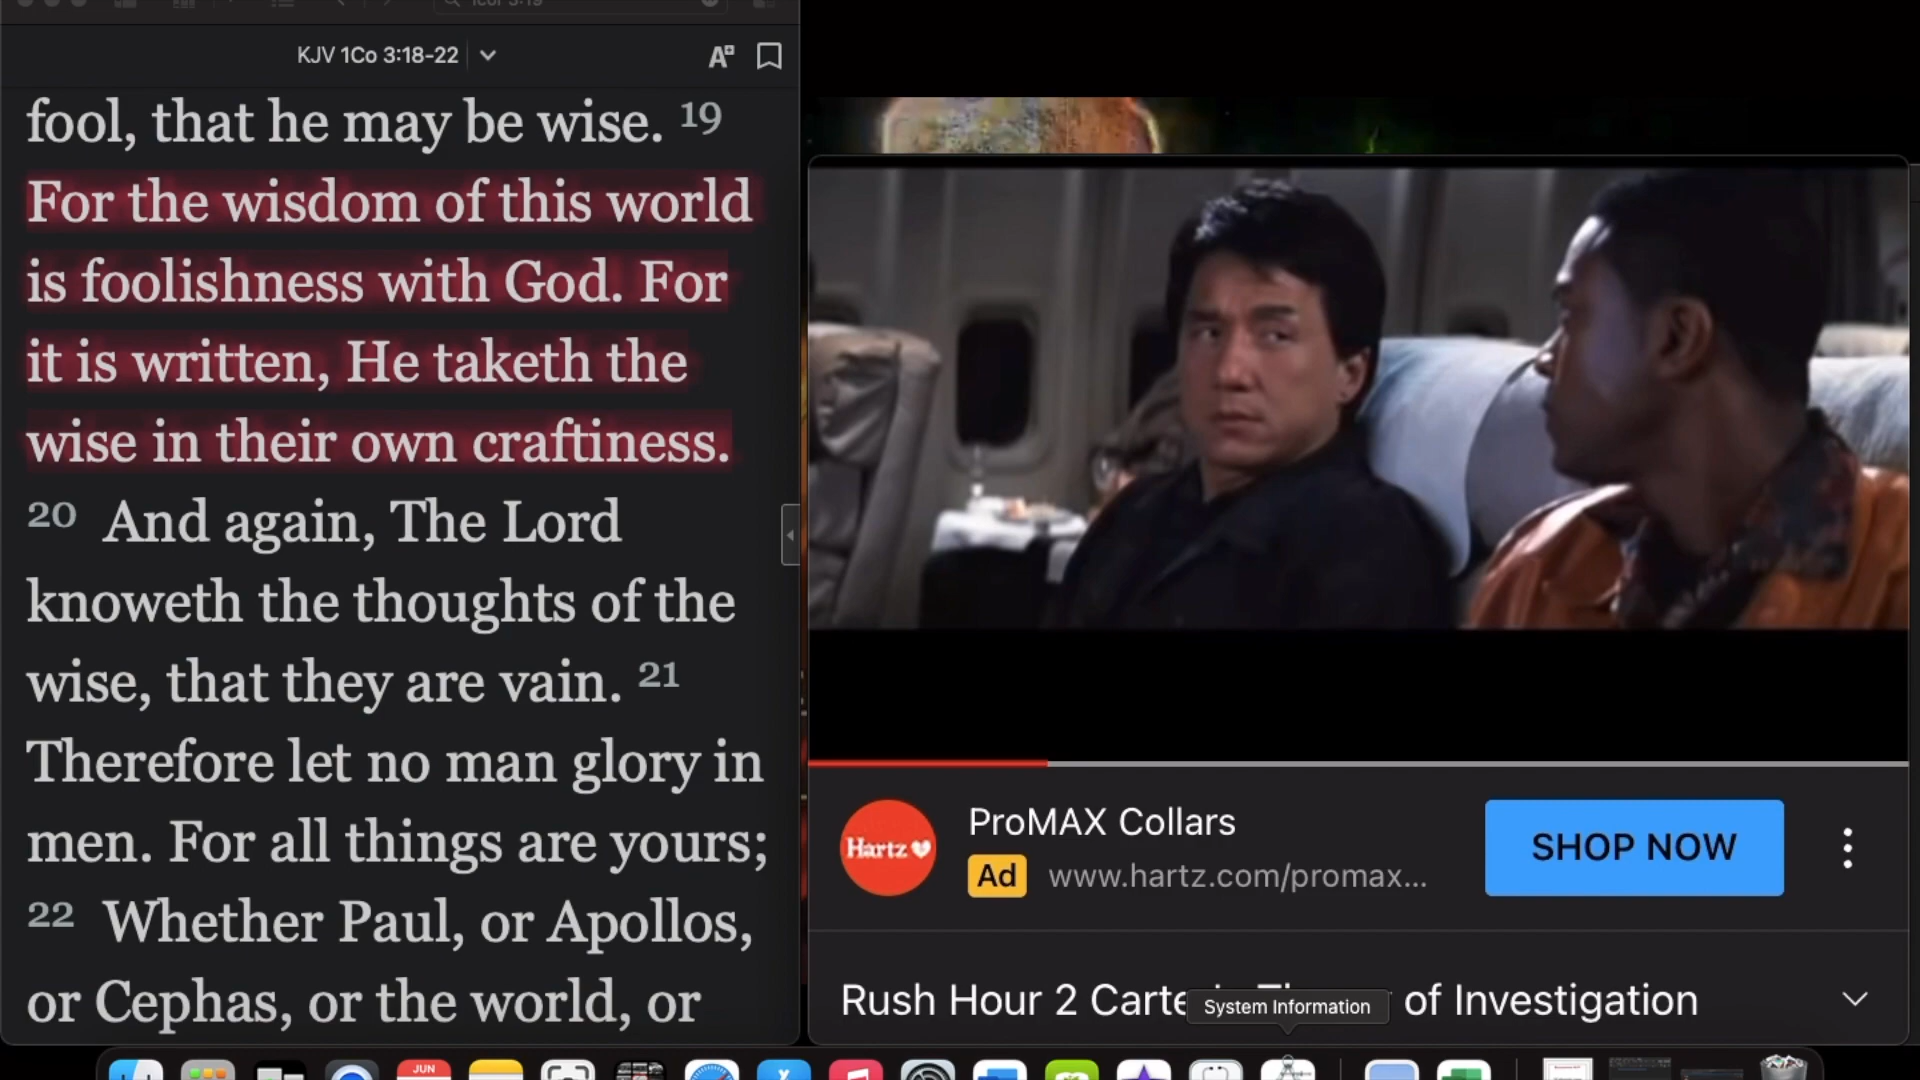 KJV 1Co 3:18-22
fool, that he may be wise. 19
For the wisdom of this world
is foolishness with God. For
it is written, He taketh the
wise in their own craftiness.
20 And again, The Lord
knoweth the thoughts of the
wise, that they are vain. 21
Therefore let no man glory in
men. For all things are yours;
22 Whether Paul, or Apollos,
or Cephas, or the world, or
Hartz
ProMAX Collars
Ad www.hartz.com/promax...
SHOP NOW
Rush Hour 2 of Investigation
System Information
JUN